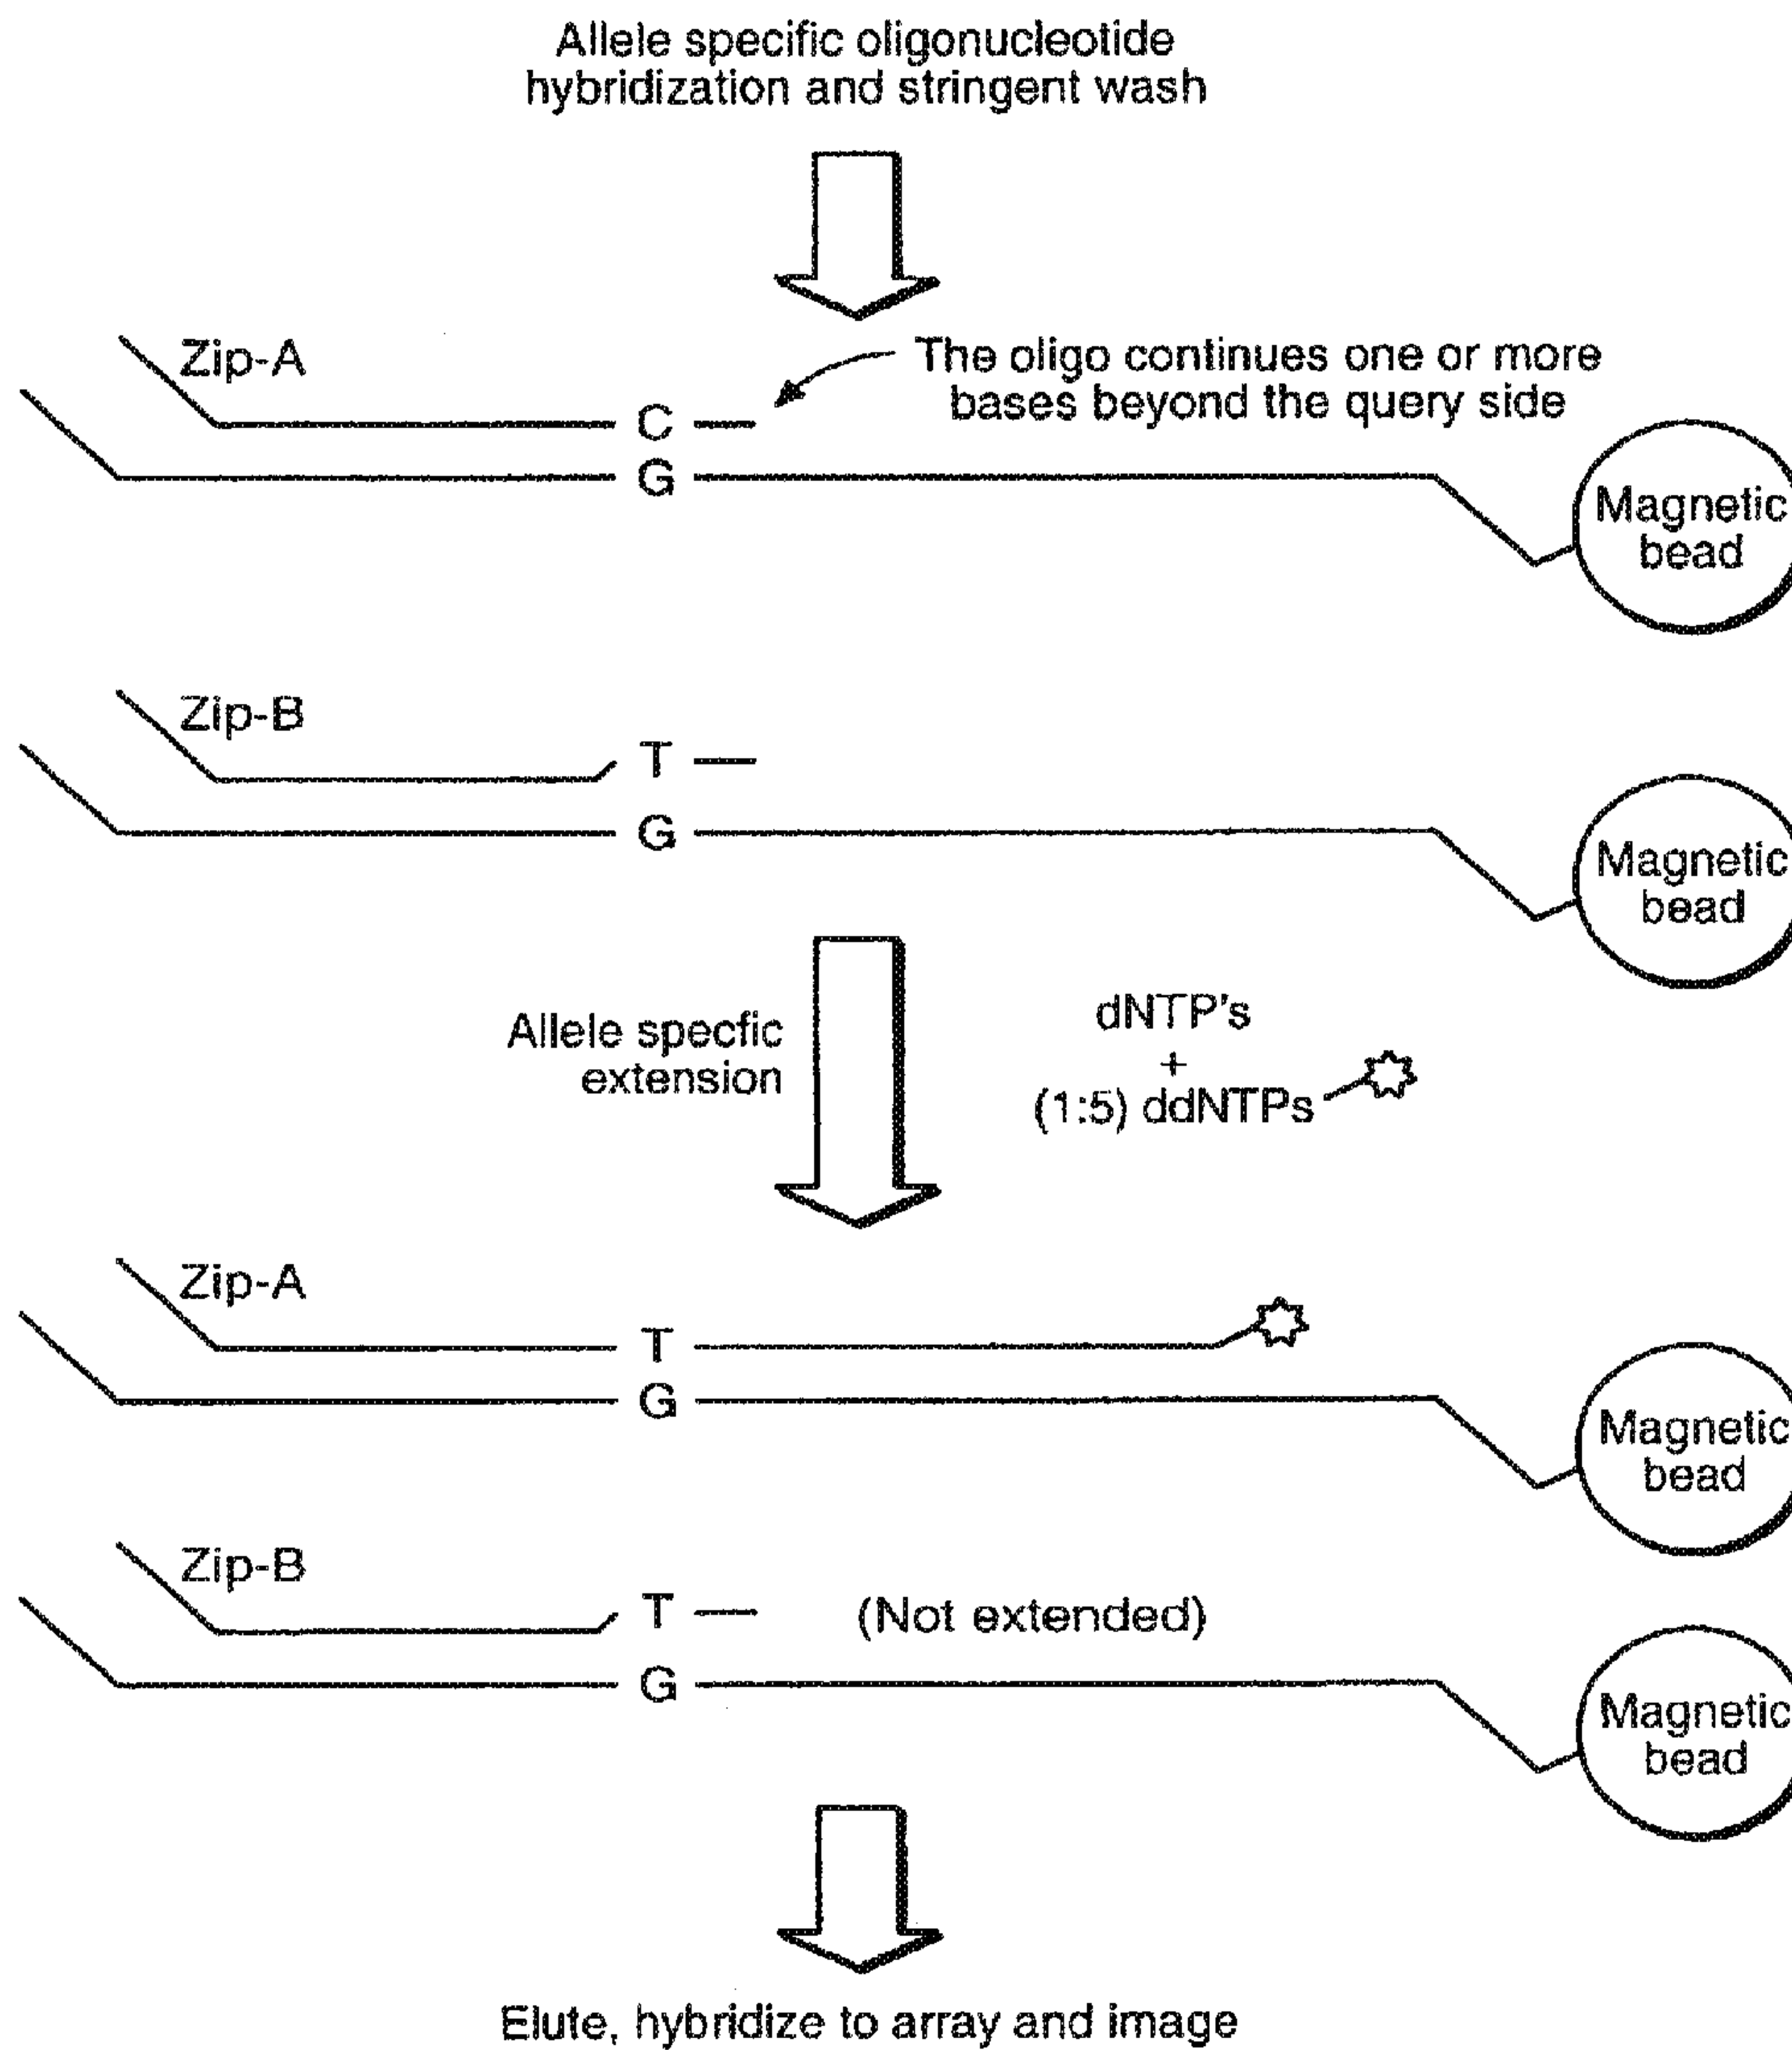 Allele specific oligonucleotide
hybridization and stringent wash
Zip-A
The oligo continues one or more
bases beyond the query side
C
G
Magnetic
bead
Zip-B
T
G
Magnetic
bead
Allele specfic
extension
dNTP's
+
(1:5) ddNTPs
Zip-A
T
G
Magnetic
bead
Zip-B
T
(Not extended)
G
Magnetic
bead
Elute, hybridize to array and image